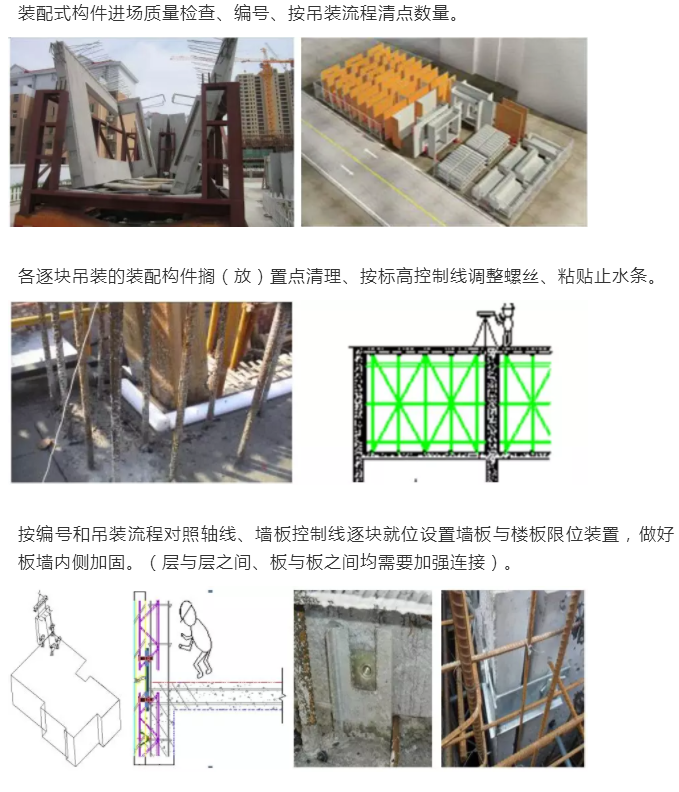 装配式构件进场质量检查、编号、按吊装流程清点数量。
各逐块吊装的装配构件搁（放）置点清理、按标高控制线调整螺丝、粘贴止水条。
按编号和吊装流程对照轴线、墙板控制线逐块就位设置墙板与楼板限位装置，做好
板墙内侧加固。（层与层之间、板与板之间均需要加强连接）。